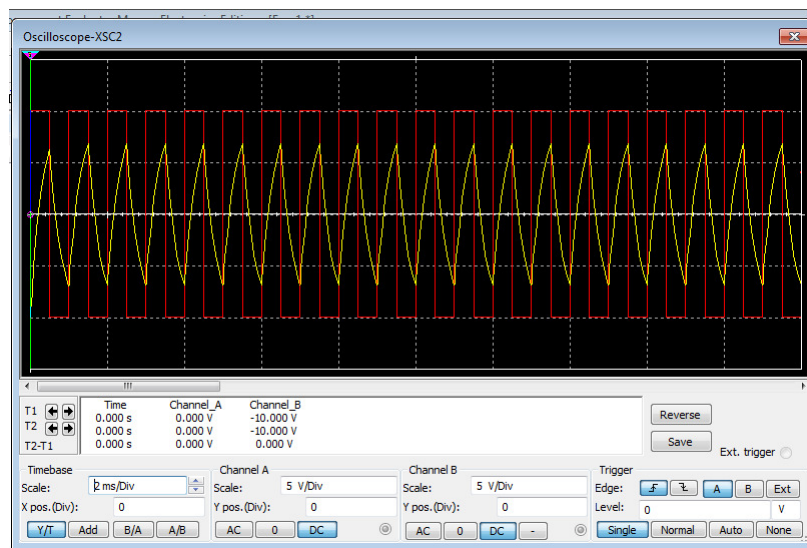 Oscilloscope-XSC2
Time Channel_A Channel_B
T1 0.000 s 0.000 V -10.000 V
T2 0.000 s 0.000 V -10.000 V
T2-T1 0.000 s 0.000 V 0.000 V
Reverse
Save
Ext. trigger
Timebase Channel A Channel B Trigger
Scale: 2 ms/Div Scale: 5 V/Div Scale: 5 V/Div Edge: A B Ext
X pos.(Div): 0 Y pos.(Div): 0 Y pos.(Div): 0 Level: 0 V
Y/T Add B/A A/B AC 0 DC AC 0 DC - Single Normal Auto None